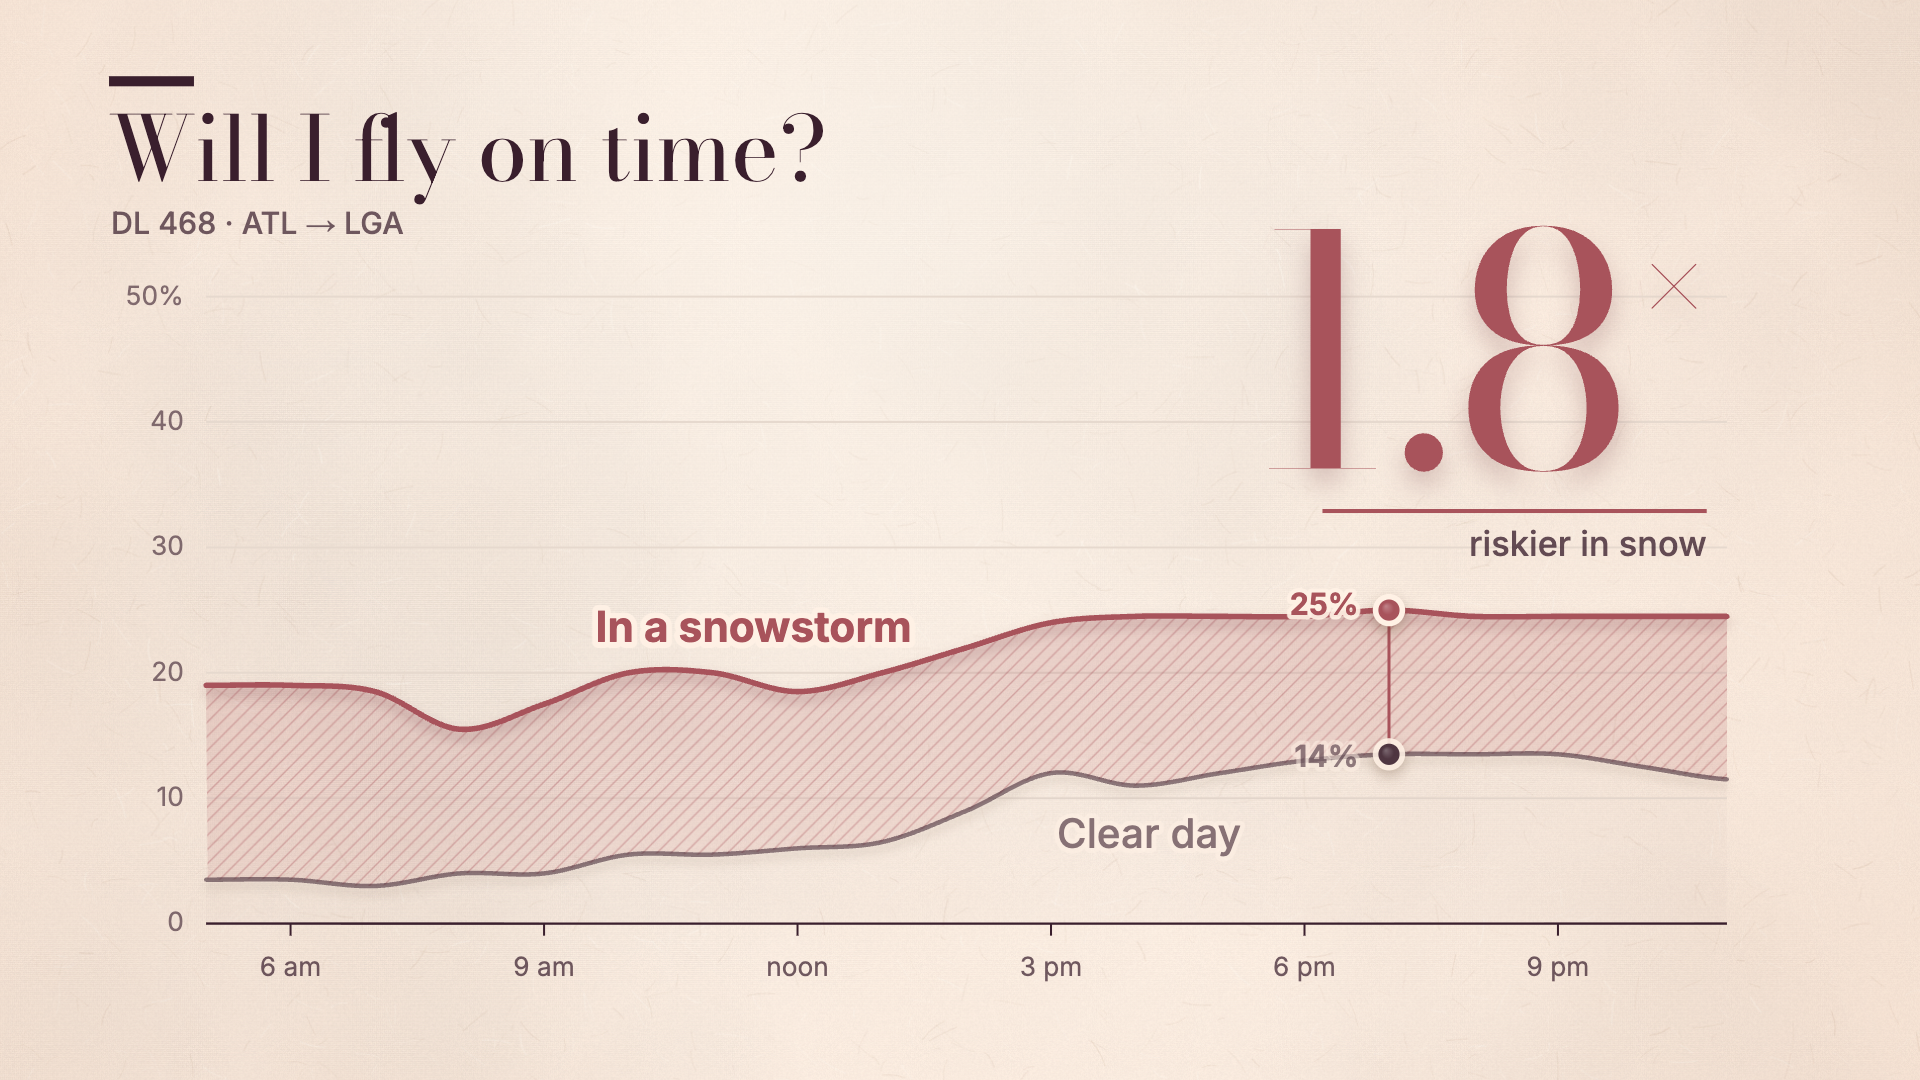 Will I fly on time?
DL 468 · ATL → LGA
1.8×
riskier in snow
50%
40
30
20
10
0
In a snowstorm
25%
14%
Clear day
6 am
9 am
noon
3 pm
6 pm
9 pm